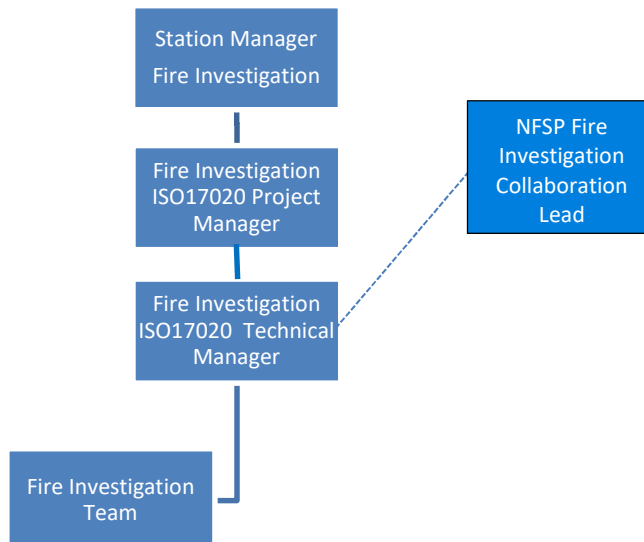 Station Manager
Fire Investigation
NFSP Fire
Investigation
Collaboration
Lead
Fire Investigation
ISO17020 Project
Manager
Fire Investigation
ISO17020  Technical
Manager
Fire Investigation
Team